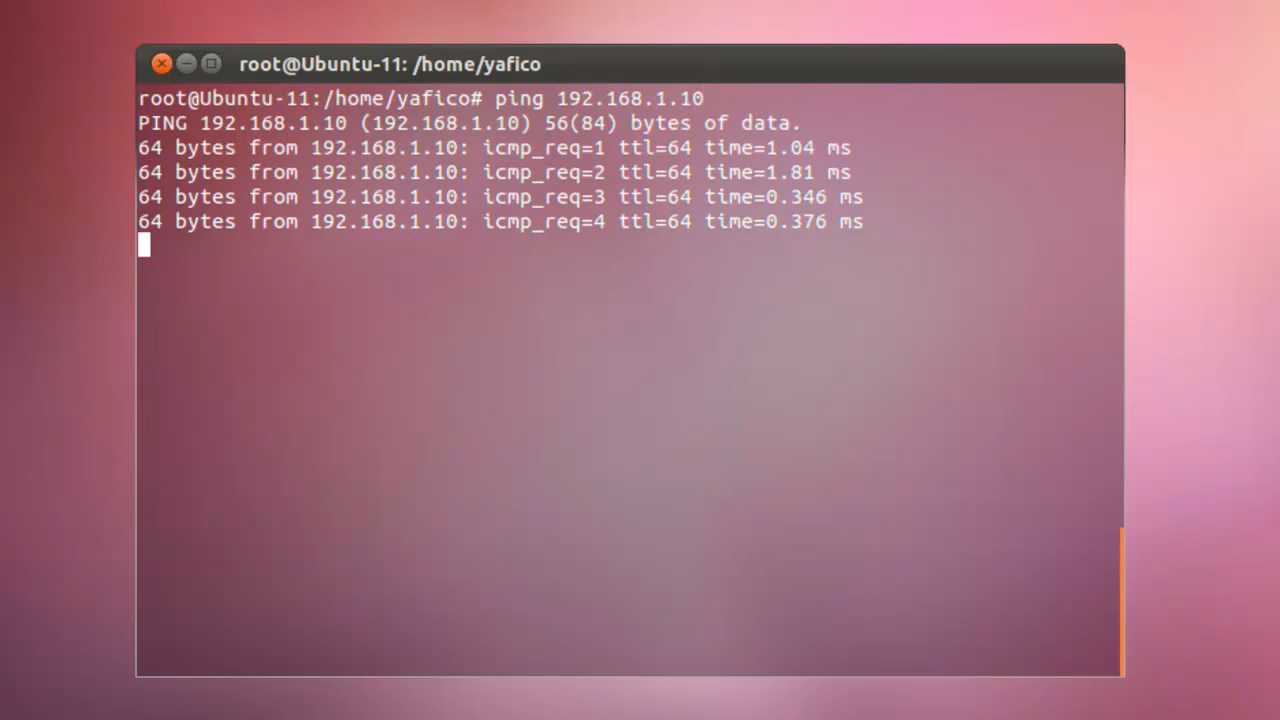 root@Ubuntu-11: /home/yafico
root@Ubuntu-11:/home/yafico# ping 192.168.1.10
PING 192.168.1.10 (192.168.1.10) 56(84) bytes of data.
64 bytes from 192.168.1.10: icmp_req=1 ttl=64 time=1.04 ms
64 bytes from 192.168.1.10: icmp_req=2 ttl=64 time=1.81 ms
64 bytes from 192.168.1.10: icmp_req=3 ttl=64 time=0.346 ms
64 bytes from 192.168.1.10: icmp_req=4 ttl=64 time=0.376 ms